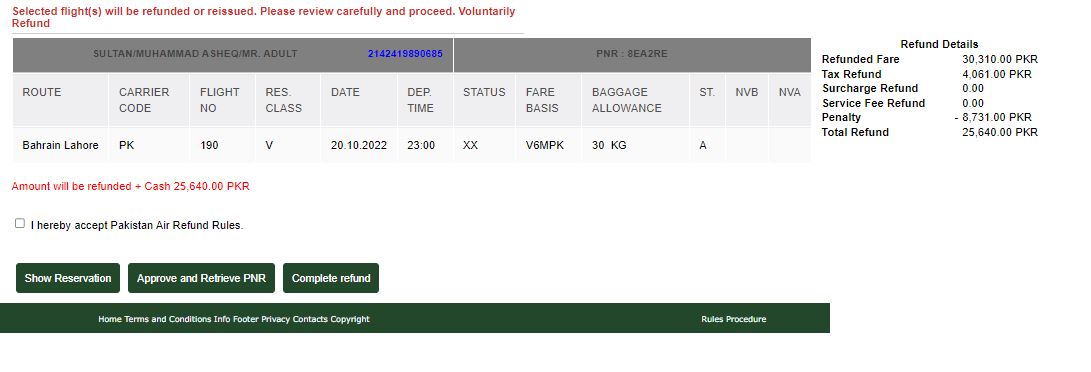 Selected flight(s) will be refunded or reissued. Please review carefully and proceed. Voluntarily
Refund
SULTAN/MUHAMMAD ASHEQ/MR. ADULT 2142419890685 PNR : 8EA2RE
ROUTE CARRIER CODE FLIGHT NO RES. CLASS DATE DEP. TIME STATUS FARE BASIS BAGGAGE ALLOWANCE ST. NVB NVA
Bahrain Lahore PK 190 V 20.10.2022 23:00 XX V6MPK 30 KG A
Amount will be refunded + Cash 25,640.00 PKR
I hereby accept Pakistan Air Refund Rules.
Show Reservation Approve and Retrieve PNR Complete refund
Home Terms and Conditions Info Footer Privacy Contacts Copyright Rules Procedure
Refund Details
Refunded Fare 30,310.00 PKR
Tax Refund 4,061.00 PKR
Surcharge Refund 0.00
Service Fee Refund 0.00
Penalty - 8,731.00 PKR
Total Refund 25,640.00 PKR